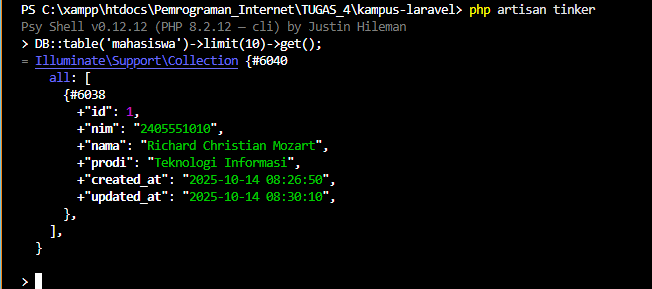 PS C:\xampp\htdocs\Pemrograman_Internet\TUGAS_4\kampus-laravel> php artisan tinker
Psy Shell v0.12.12 (PHP 8.2.12 — cli) by Justin Hileman
> DB::table('mahasiswa')->limit(10)->get();
= Illuminate\Support\Collection {#6040
    all: [
      {#6038
        +"id": 1,
        +"nim": "2405551010",
        +"nama": "Richard Christian Mozart",
        +"prodi": "Teknologi Informasi",
        +"created_at": "2025-10-14 08:26:50",
        +"updated_at": "2025-10-14 08:30:10",
      },
    ],
  }
>